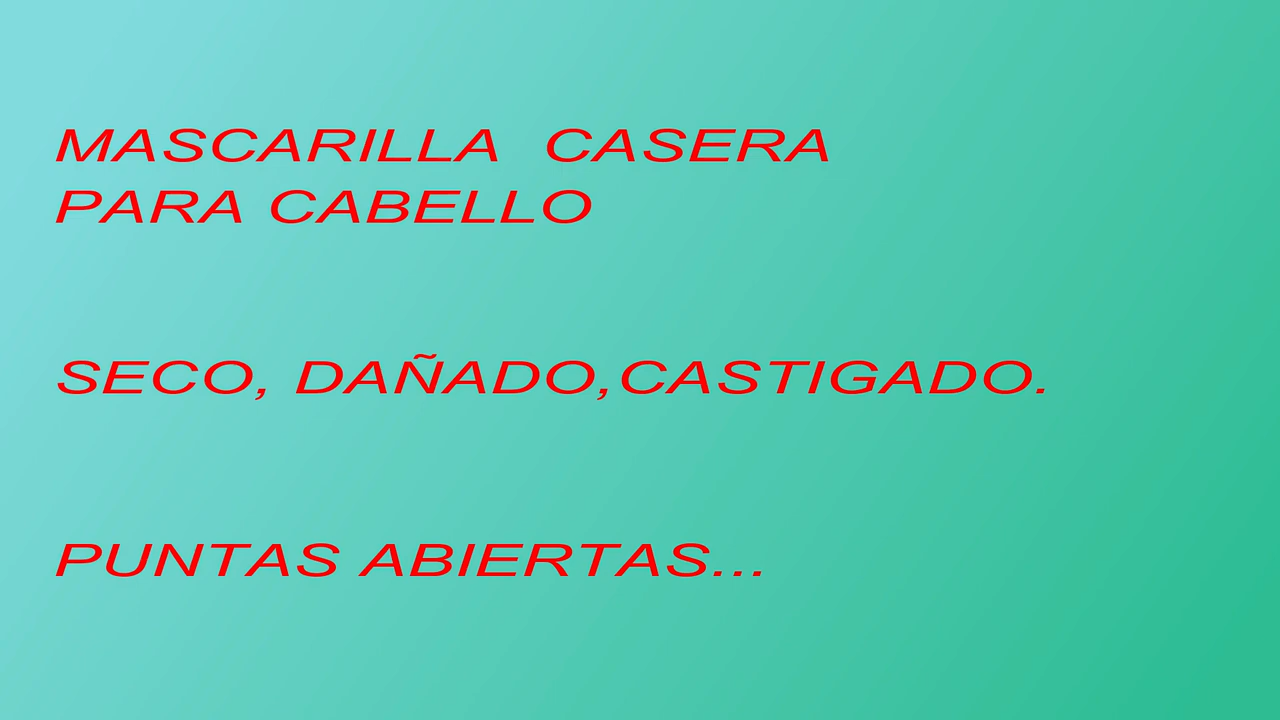 MASCARILLA CASERA
PARA CABELLO
SECO, DAÑADO,CASTIGADO.
PUNTAS ABIERTAS...